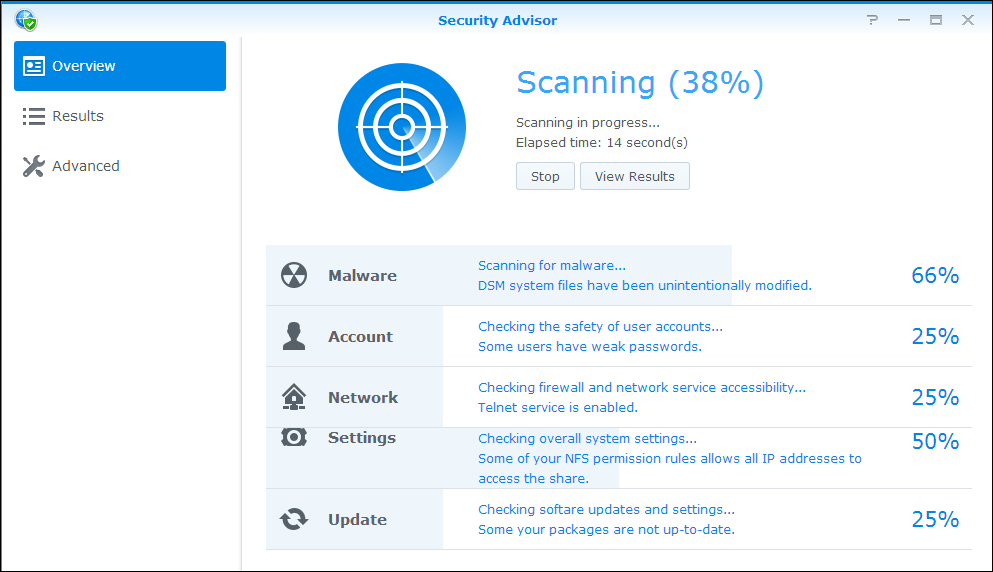 Security Advisor
?
Overview
Results
Advanced
Scanning (38%)
Scanning in progress...
Elapsed time: 14 second(s)
Stop
View Results
Malware
Scanning for malware...
DSM system files have been unintentionally modified.
66%
Account
Checking the safety of user accounts...
Some users have weak passwords.
25%
Network
Checking firewall and network service accessibility...
Telnet service is enabled.
25%
Settings
Checking overall system settings...
Some of your NFS permission rules allows all IP addresses to
access the share.
50%
Update
Checking softare updates and settings...
Some your packages are not up-to-date.
25%